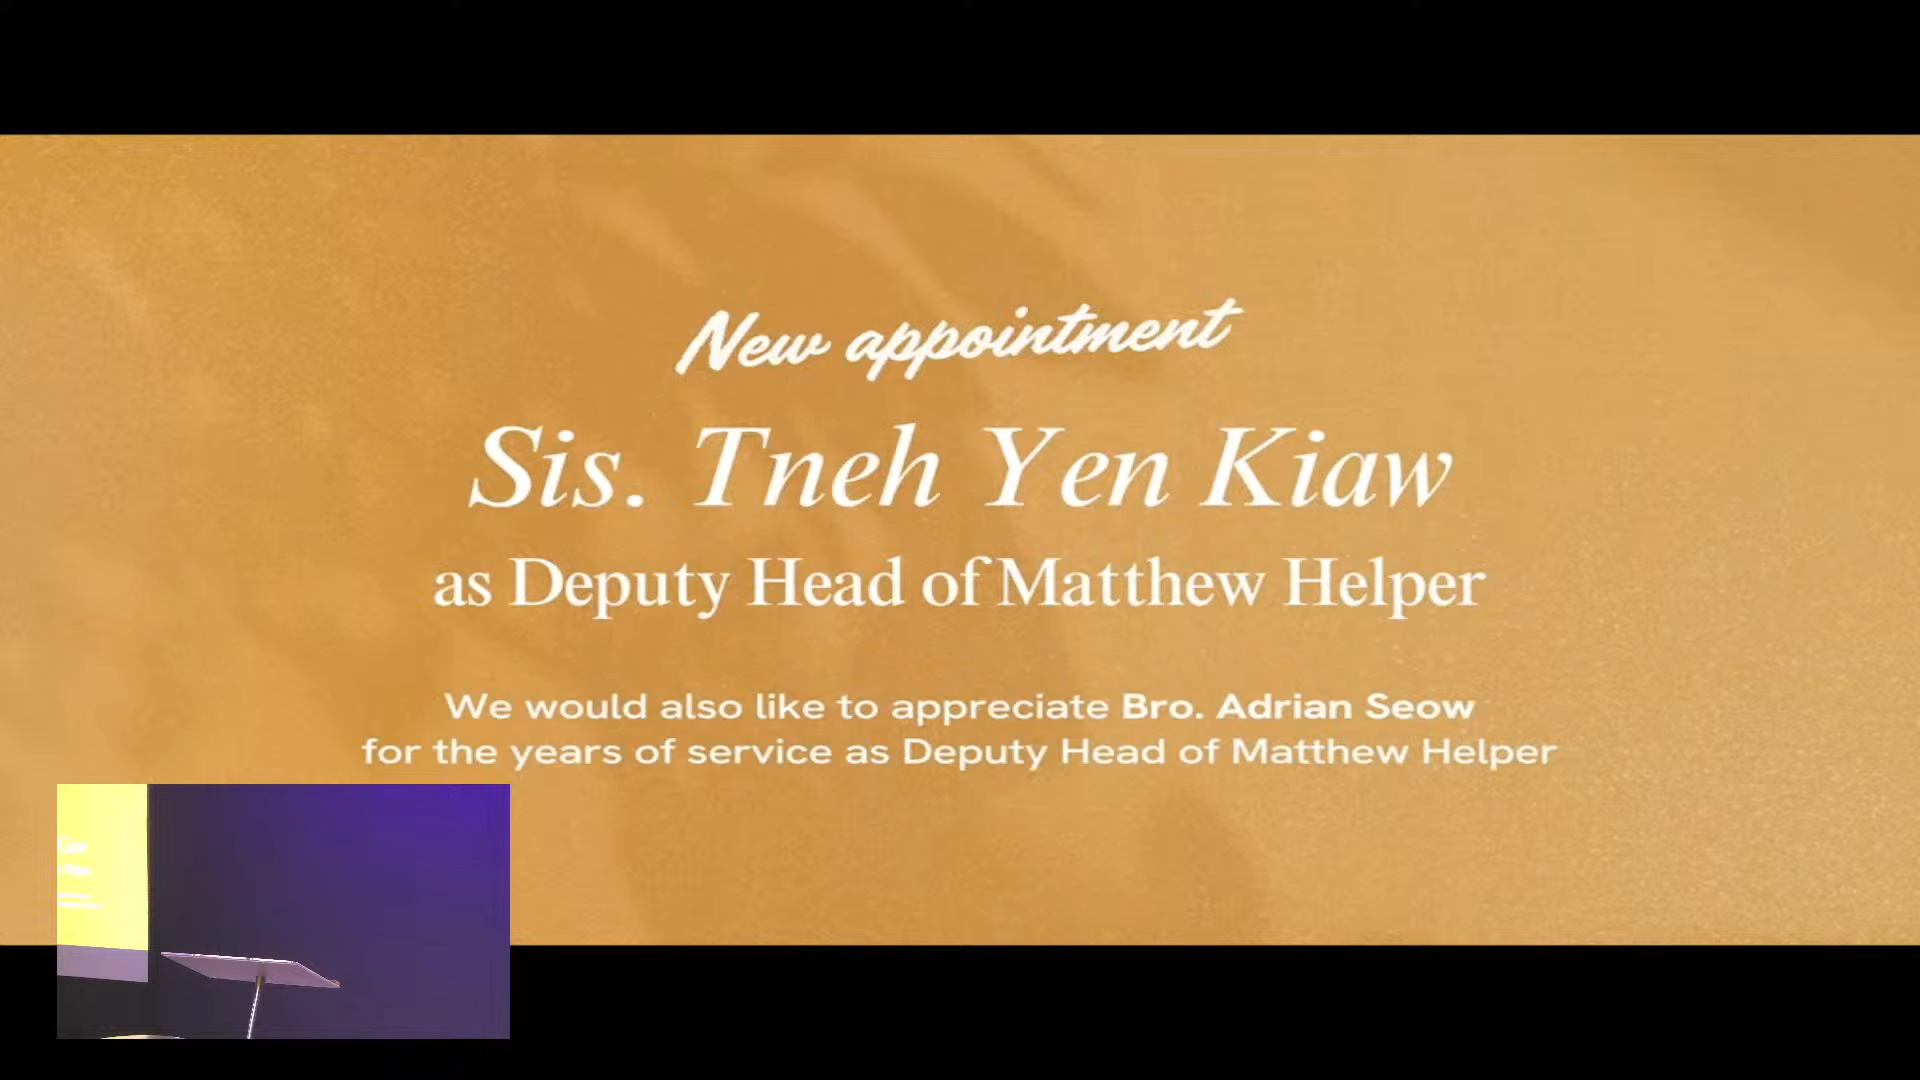 New appointment
Sis. Tneh Yen Kiaw
as Deputy Head of Matthew Helper
We would also like to appreciate Bro. Adrian Seow
for the years of service as Deputy Head of Matthew Helper